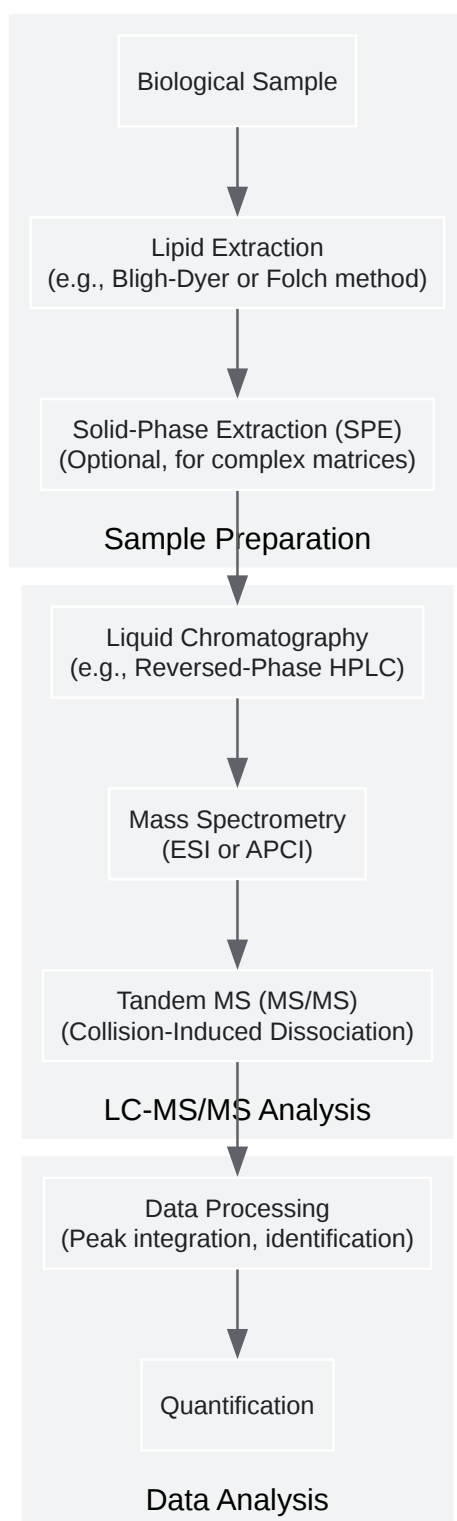 Biological Sample
Lipid Extraction
(e.g., Bligh-Dyer or Folch method)
Solid-Phase Extraction (SPE)
(Optional, for complex matrices)
Sample Preparation
Liquid Chromatography
(e.g., Reversed-Phase HPLC)
Mass Spectrometry
(ESI or APCI)
Tandem MS (MS/MS)
(Collision-Induced Dissociation)
LC-MS/MS Analysis
Data Processing
(Peak integration, identification)
Quantification
Data Analysis